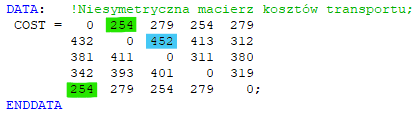 DATA: !Niesymetryczna macierz kosztów transportu;
COST = 0 254 279 254 279
432 0 452 413 312
381 411 0 311 380
342 393 401 0 319
254 279 254 279 0;
ENDDATA